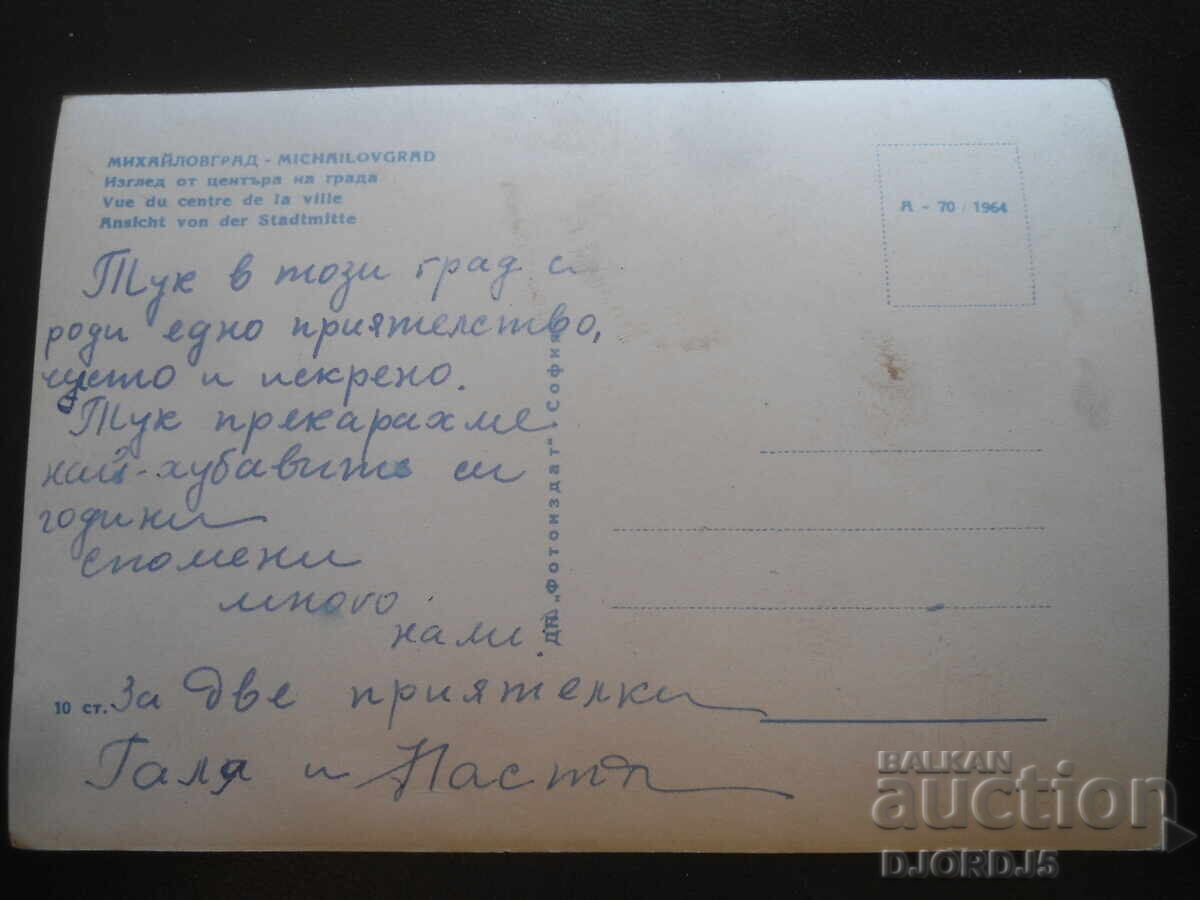 МИХАЙЛОВГРАД - MICHAILOVGRAD
Изглед от центъра на града
Vue du centre de la ville
Ansicht von der Stadtmitte
А - 70 / 1964
Тук в този град с
роди едно приятелство,
чисто и искрено.
Тук прекарахме
най-хубавите си
години
спомени
много
нали.
10 ст.
За две приятелки
Галя и Настя
ДП „Фотоиздат" - София
BALKAN
auction
DJORDJ5